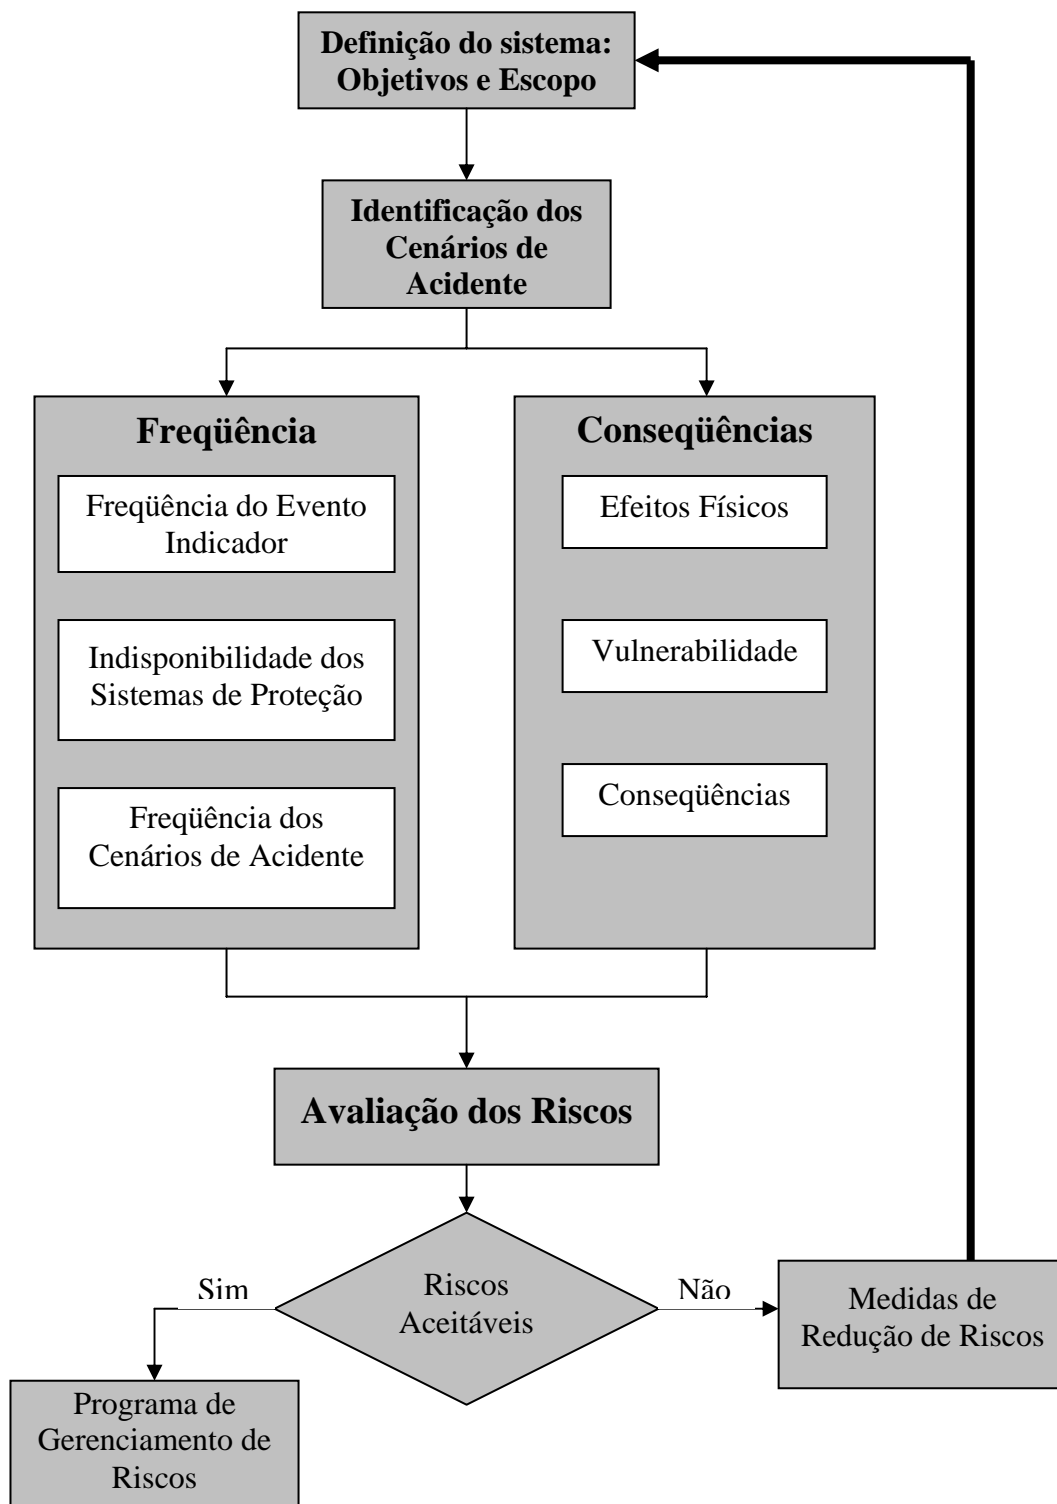 Definição do sistema:
Objetivos e Escopo
Identificação dos
Cenários de
Acidente
Freqüência
Freqüência do Evento
Indicador
Indisponibilidade dos
Sistemas de Proteção
Freqüência dos
Cenários de Acidente
Conseqüências
Efeitos Físicos
Vulnerabilidade
Conseqüências
Avaliação dos Riscos
Riscos
Aceitáveis
Sim
Não
Medidas de
Redução de Riscos
Programa de
Gerenciamento de
Riscos